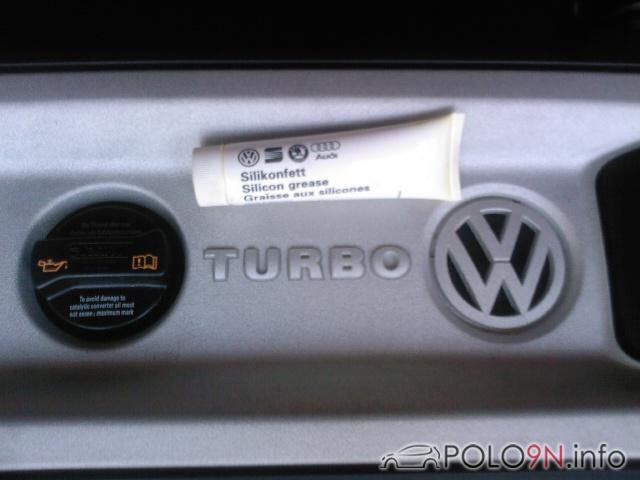 Audi
Silikonfett
Silicon grease
Graisse aux silicones
TURBO
To avoid damage to
catalytic converter oil must
not exceed maximum mark
POLO9N.info